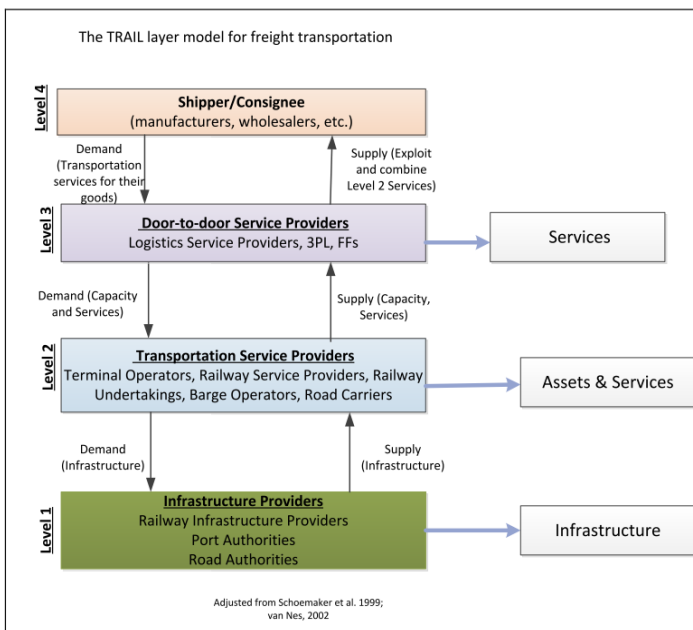 The TRAIL layer model for freight transportation
Level 4
Shipper/Consignee
(manufacturers, wholesalers, etc.)
Demand
(Transportation
services for their
goods)
Supply (Exploit
and combine
Level 2 Services)
Level 3
Door-to-door Service Providers
Logistics Service Providers, 3PL, FFs
Services
Demand (Capacity
and Services)
Supply (Capacity,
Services)
Level 2
Transportation Service Providers
Terminal Operators, Railway Service Providers, Railway
Undertakings, Barge Operators, Road Carriers
Assets & Services
Demand
(Infrastructure)
Supply
(Infrastructure)
Level 1
Infrastructure Providers
Railway Infrastructure Providers
Port Authorities
Road Authorities
Infrastructure
Adjusted from Schoemaker et al. 1999;
van Nes, 2002